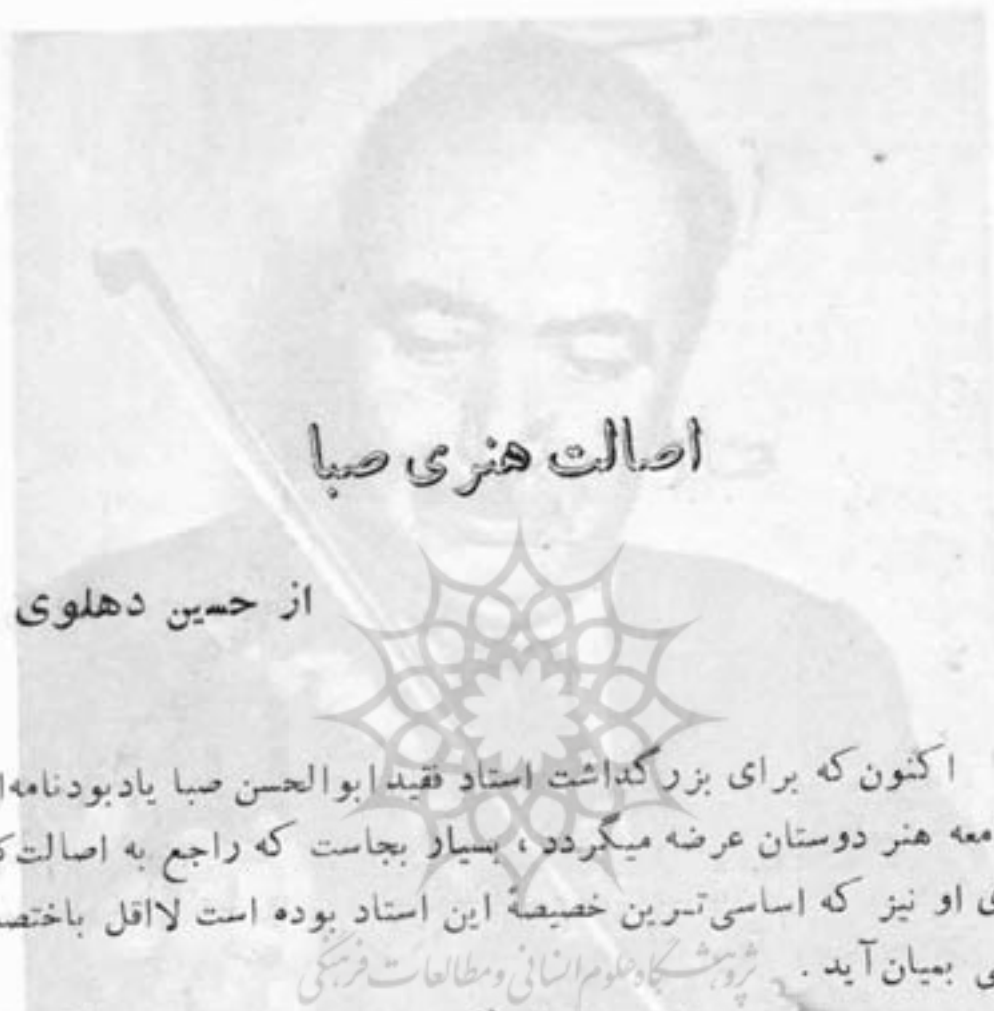 اصالت هنری صبا
از حسین دهلوی
اکنون که برای بزرگداشت استاد فقید ابوالحسن صبا یادبودنامه‌ا
معه هنر دوستان عرضه میگردد ، بسیار بجاست که راجع به اصالت ک
ی او نیز که اساسی‌ترین خصیصهٔ این استاد بوده است لااقل باختص
ی بمیان آید .
پژوهشگاه علوم انسانی و مطالعات فرهنگی